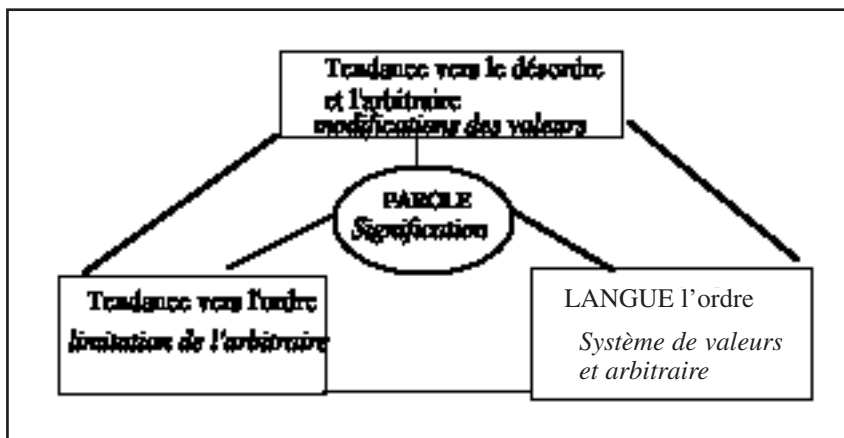 Tendance vers le désordre
et l'arbitraire
modifications des valeurs
PAROLE
Signification
Tendance vers l'ordre
limitation de l'arbitraire
LANGUE l’ordre
Système de valeurs
et arbitraire